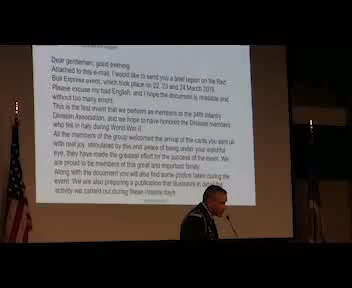 Dear gentlemen, good evening
Attached to this e-mail, I would like to send you a brief report on the Red
Bull Express event, which took place on 22, 23 and 24 March 2015.
Please excuse my bad English, and I hope the document is readable and
without too many errors.
This is the first event that we perform as members of the 34th Infantry
Division Association, and we hope to have honored the Division members
who fell in Italy during World War II.
All the members of the group welcomed the arrival of the cards you sent us
with real joy, stimulated by this and aware of being under your watchful
eye, they have made the greatest effort for the success of the event. We
are proud to be members of this great and important family.
Along with the document you will also find some photos taken during the
event. We are also preparing a publication that illustrates in detail the
activity was carried out during these intense days